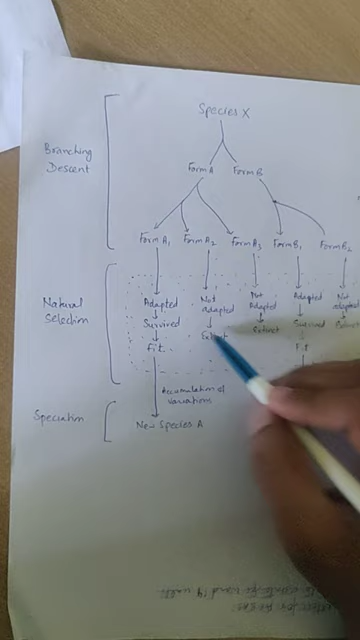 Species X
Branching
Descent
Form A Form B
Form A₁ Form A₂ Form A₃ Form B₁ Form B₂
Natural
Selection
Adapted
Survived
Fit
Not
adapted
Extinct
Not
Adapted
Extinct
Adapted
Survived
Fit
Not
adapted
Accumulation of
Variations
Speciation
New Species A